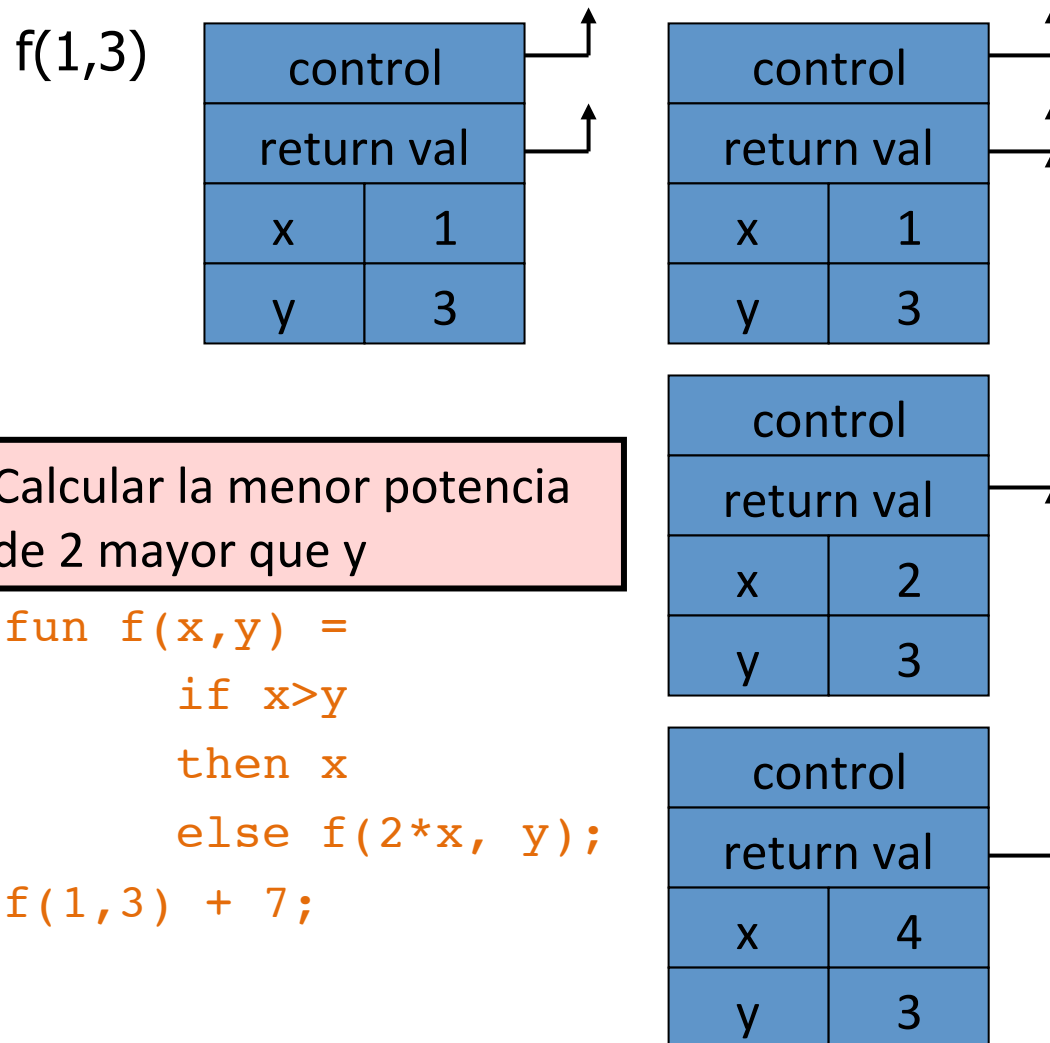 f(1,3)
control
return val
x 1
y 3
control
return val
x 1
y 3
control
return val
x 2
y 3
control
return val
x 4
y 3
Calcular la menor potencia
de 2 mayor que y
fun f(x,y) =
if x>y
then x
else f(2*x, y);
f(1,3) + 7;